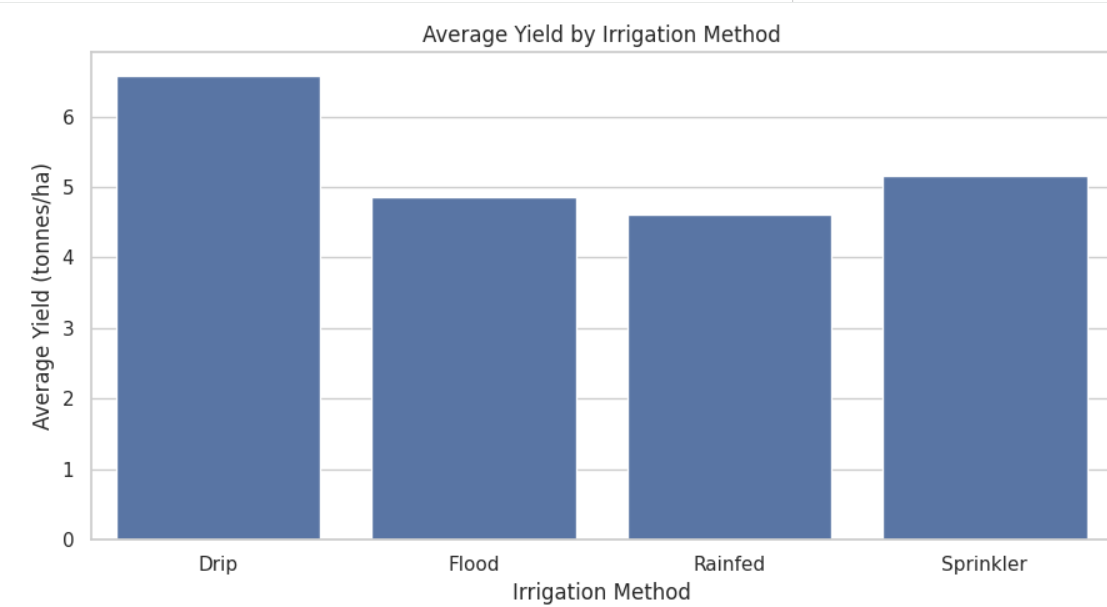 Average Yield by Irrigation Method
Average Yield (tonnes/ha)
6
5
4
3
2
1
0
Drip Flood Rainfed Sprinkler
Irrigation Method